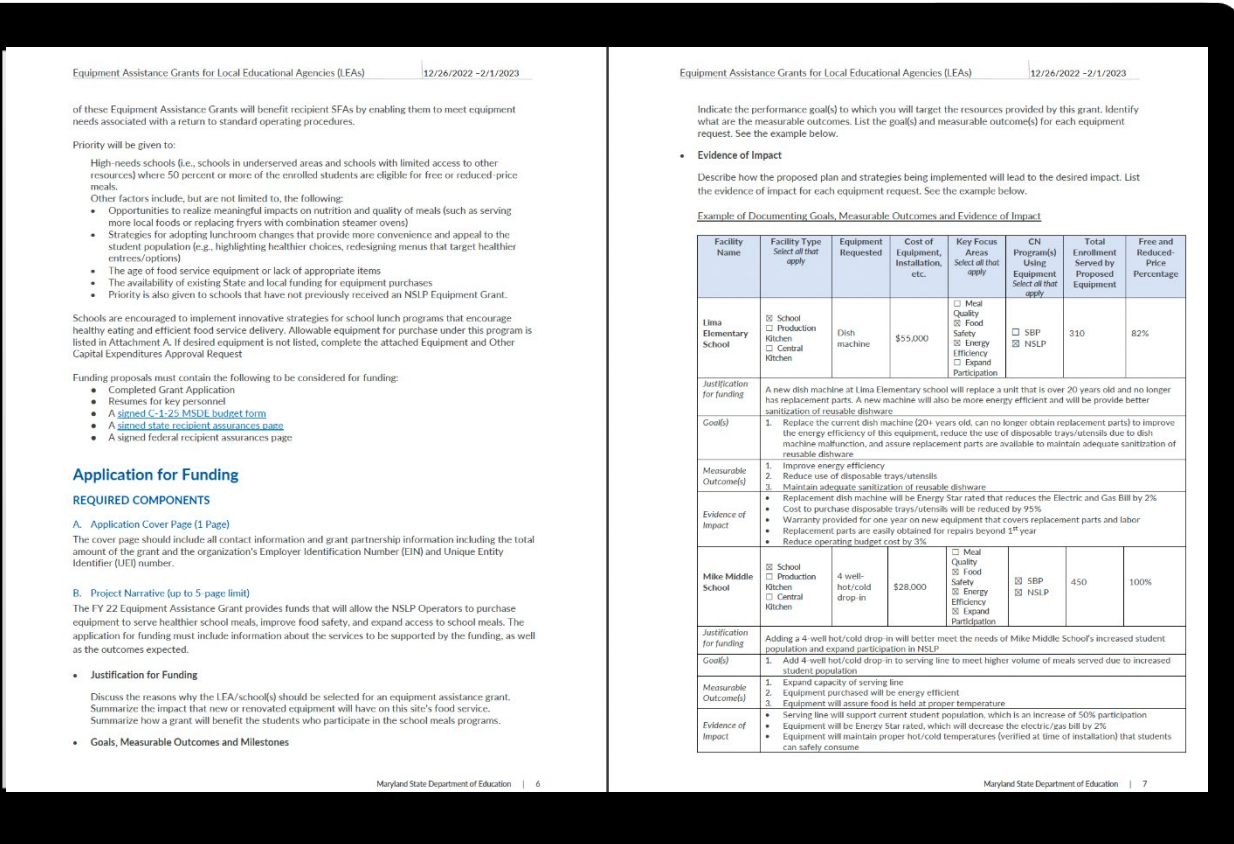 Equipment Assistance Grants for Local Educational Agencies (LEAs) 12/26/2022 –2/1/2023
of these Equipment Assistance Grants will benefit recipient SFAs by enabling them to meet equipment
needs associated with a return to standard operating procedures.
Priority will be given to:
High-needs schools (i.e., schools in underserved areas and schools with limited access to other
resources) where 50 percent or more of the enrolled students are eligible for free or reduced-price
meals.
Other factors include, but are not limited to, the following:
• Opportunities to realize meaningful impacts on nutrition and quality of meals (such as serving
more local foods or replacing fryers with combination steamer ovens)
• Strategies for adopting lunchroom changes that provide more convenience and appeal to the
student population (e.g., highlighting healthier choices, redesigning menus that target healthier
entrees/options)
• The age of food service equipment or lack of appropriate items
• The availability of existing State and local funding for equipment purchases
• Priority is also given to schools that have not previously received an NSLP Equipment Grant.
Schools are encouraged to implement innovative strategies for school lunch programs that encourage
healthy eating and efficient food service delivery. Allowable equipment for purchase under this program is
listed in Attachment A. If desired equipment is not listed, complete the attached Equipment and Other
Capital Expenditures Approval Request
Funding proposals must contain the following to be considered for funding:
• Completed Grant Application
• Resumes for key personnel
• A signed C-1-25 MSDE budget form
• A signed state recipient assurances page
• A signed federal recipient assurances page
Application for Funding
REQUIRED COMPONENTS
A. Application Cover Page (1 Page)
The cover page should include all contact information and grant partnership information including the total
amount of the grant and the organization's Employer Identification Number (EIN) and Unique Entity
Identifier (UEI) number.
B. Project Narrative (up to 5-page limit)
The FY 22 Equipment Assistance Grant provides funds that will allow the NSLP Operators to purchase
equipment to serve healthier school meals, improve food safety, and expand access to school meals. The
application for funding must include information about the services to be supported by the funding, as well
as the outcomes expected.
• Justification for Funding
Discuss the reasons why the LEA/school(s) should be selected for an equipment assistance grant.
Summarize the impact that new or renovated equipment will have on this site's food service.
Summarize how a grant will benefit the students who participate in the school meals programs.
• Goals, Measurable Outcomes and Milestones
Maryland State Department of Education | 6
Equipment Assistance Grants for Local Educational Agencies (LEAs) 12/26/2022 –2/1/2023
Indicate the performance goal(s) to which you will target the resources provided by this grant. Identify
what are the measurable outcomes. List the goal(s) and measurable outcome(s) for each equipment
request. See the example below.
• Evidence of Impact
Describe how the proposed plan and strategies being implemented will lead to the desired impact. List
the evidence of impact for each equipment request. See the example below.
Example of Documenting Goals, Measurable Outcomes and Evidence of Impact
Facility
Name
Facility Type
Select all that
apply
Equipment
Requested
Cost of
Equipment,
Installation,
etc.
Key Focus
Areas
Select all that
apply
CN
Program(s)
Using
Equipment
Select all that
apply
Total
Enrollment
Served by
Proposed
Equipment
Free and
Reduced-
Price
Percentage
Lima
Elementary
School
☒ School
☐ Production
Kitchen
☐ Central
Kitchen
Dish
machine
$55,000
☐ Meal
Quality
☒ Food
Safety
☒ Energy
Efficiency
☐ Expand
Participation
☐ SBP
☒ NSLP
310
82%
Justification
for funding
A new dish machine at Lima Elementary school will replace a unit that is over 20 years old and no longer
has replacement parts. A new machine will also be more energy efficient and will be provide better
sanitization of reusable dishware
Goal(s)
1. Replace the current dish machine (20+ years old, can no longer obtain replacement parts) to improve
the energy efficiency of this equipment, reduce the use of disposable trays/utensils due to dish
machine malfunction, and assure replacement parts are available to maintain adequate sanitization of
reusable dishware
Measurable
Outcome(s)
1. Improve energy efficiency
2. Reduce use of disposable trays/utensils
3. Maintain adequate sanitization of reusable dishware
Evidence of
Impact
• Replacement dish machine will be Energy Star rated that reduces the Electric and Gas Bill by 2%
• Cost to purchase disposable trays/utensils will be reduced by 95%
• Warranty provided for one year on new equipment that covers replacement parts and labor
• Replacement parts are easily obtained for repairs beyond 1st year
• Reduce operating budget cost by 3%
Mike Middle
School
☒ School
☐ Production
Kitchen
☐ Central
Kitchen
4 well-
hot/cold
drop-in
$28,000
☐ Meal
Quality
☒ Food
Safety
☒ Energy
Efficiency
☒ Expand
Participation
☒ SBP
☒ NSLP
450
100%
Justification
for funding
Adding a 4-well hot/cold drop-in will better meet the needs of Mike Middle School's increased student
population and expand participation in NSLP
Goal(s)
1. Add 4-well hot/cold drop-in to serving line to meet higher volume of meals served due to increased
student population
Measurable
Outcome(s)
1. Expand capacity of serving line
2. Equipment purchased will be energy efficient
3. Equipment will assure food is held at proper temperature
Evidence of
Impact
• Serving line will support current student population, which is an increase of 50% participation
• Equipment will be Energy Star rated, which will decrease the electric/gas bill by 2%
• Equipment will maintain proper hot/cold temperatures (verified at time of installation) that students
can safely consume
Maryland State Department of Education | 7